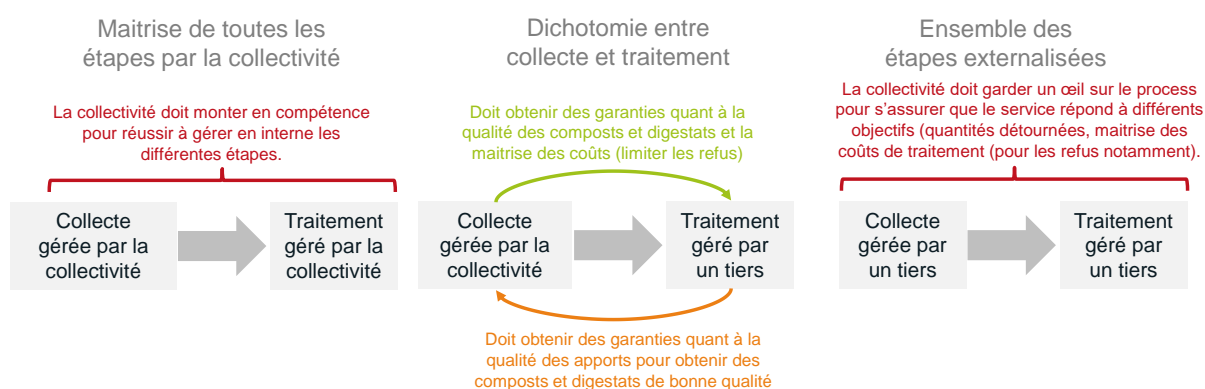 Maitrise de toutes les
étapes par la collectivité
La collectivité doit monter en compétence
pour réussir à gérer en interne les
différentes étapes.
Collecte
gérée par la
collectivité
Traitement
géré par la
collectivité
Dichotomie entre
collecte et traitement
Doit obtenir des garanties quant à la
qualité des composts et digestats et la
maitrise des coûts (limiter les refus)
Collecte
gérée par la
collectivité
Traitement
géré par
un tiers
Doit obtenir des garanties quant à la
qualité des apports pour obtenir des
composts et digestats de bonne qualité
Ensemble des
étapes externalisées
La collectivité doit garder un œil sur le process
pour s’assurer que le service répond à différents
objectifs (quantités détournées, maitrise des
coûts de traitement (pour les refus notamment).
Collecte
gérée par
un tiers
Traitement
géré par
un tiers